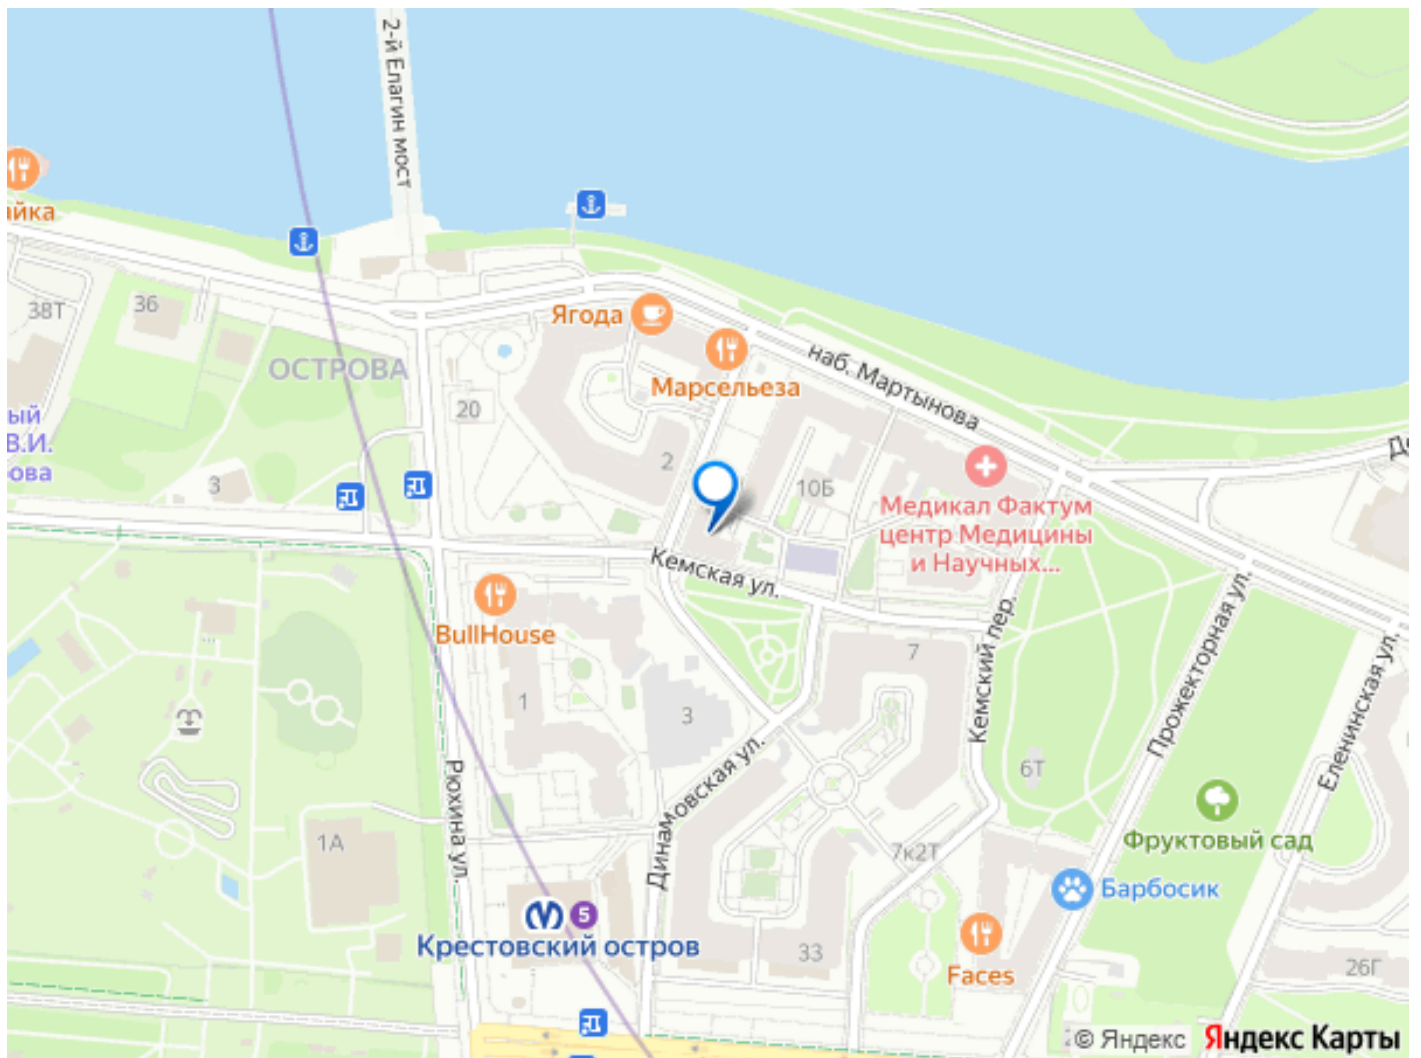 2-й Елагин мост
айка
38Т
36
ОСТРОВА
Ягода
Марсельеза
наб. Мартынова
ый
В.И.
ова
20
2
3
10Б
Медикал Фактум
центр Медицины
и Научных...
Кемская ул.
BullHouse
1
3
7
Кемский пер.
Прожекторная ул.
Еленинская ул.
6Т
Рюхина ул.
Динамовская ул.
1А
7к2Т
Фруктовый сад
Барбосик
5
Крестовский остров
33
Faces
26Г
© Яндекс Яндекс Карты